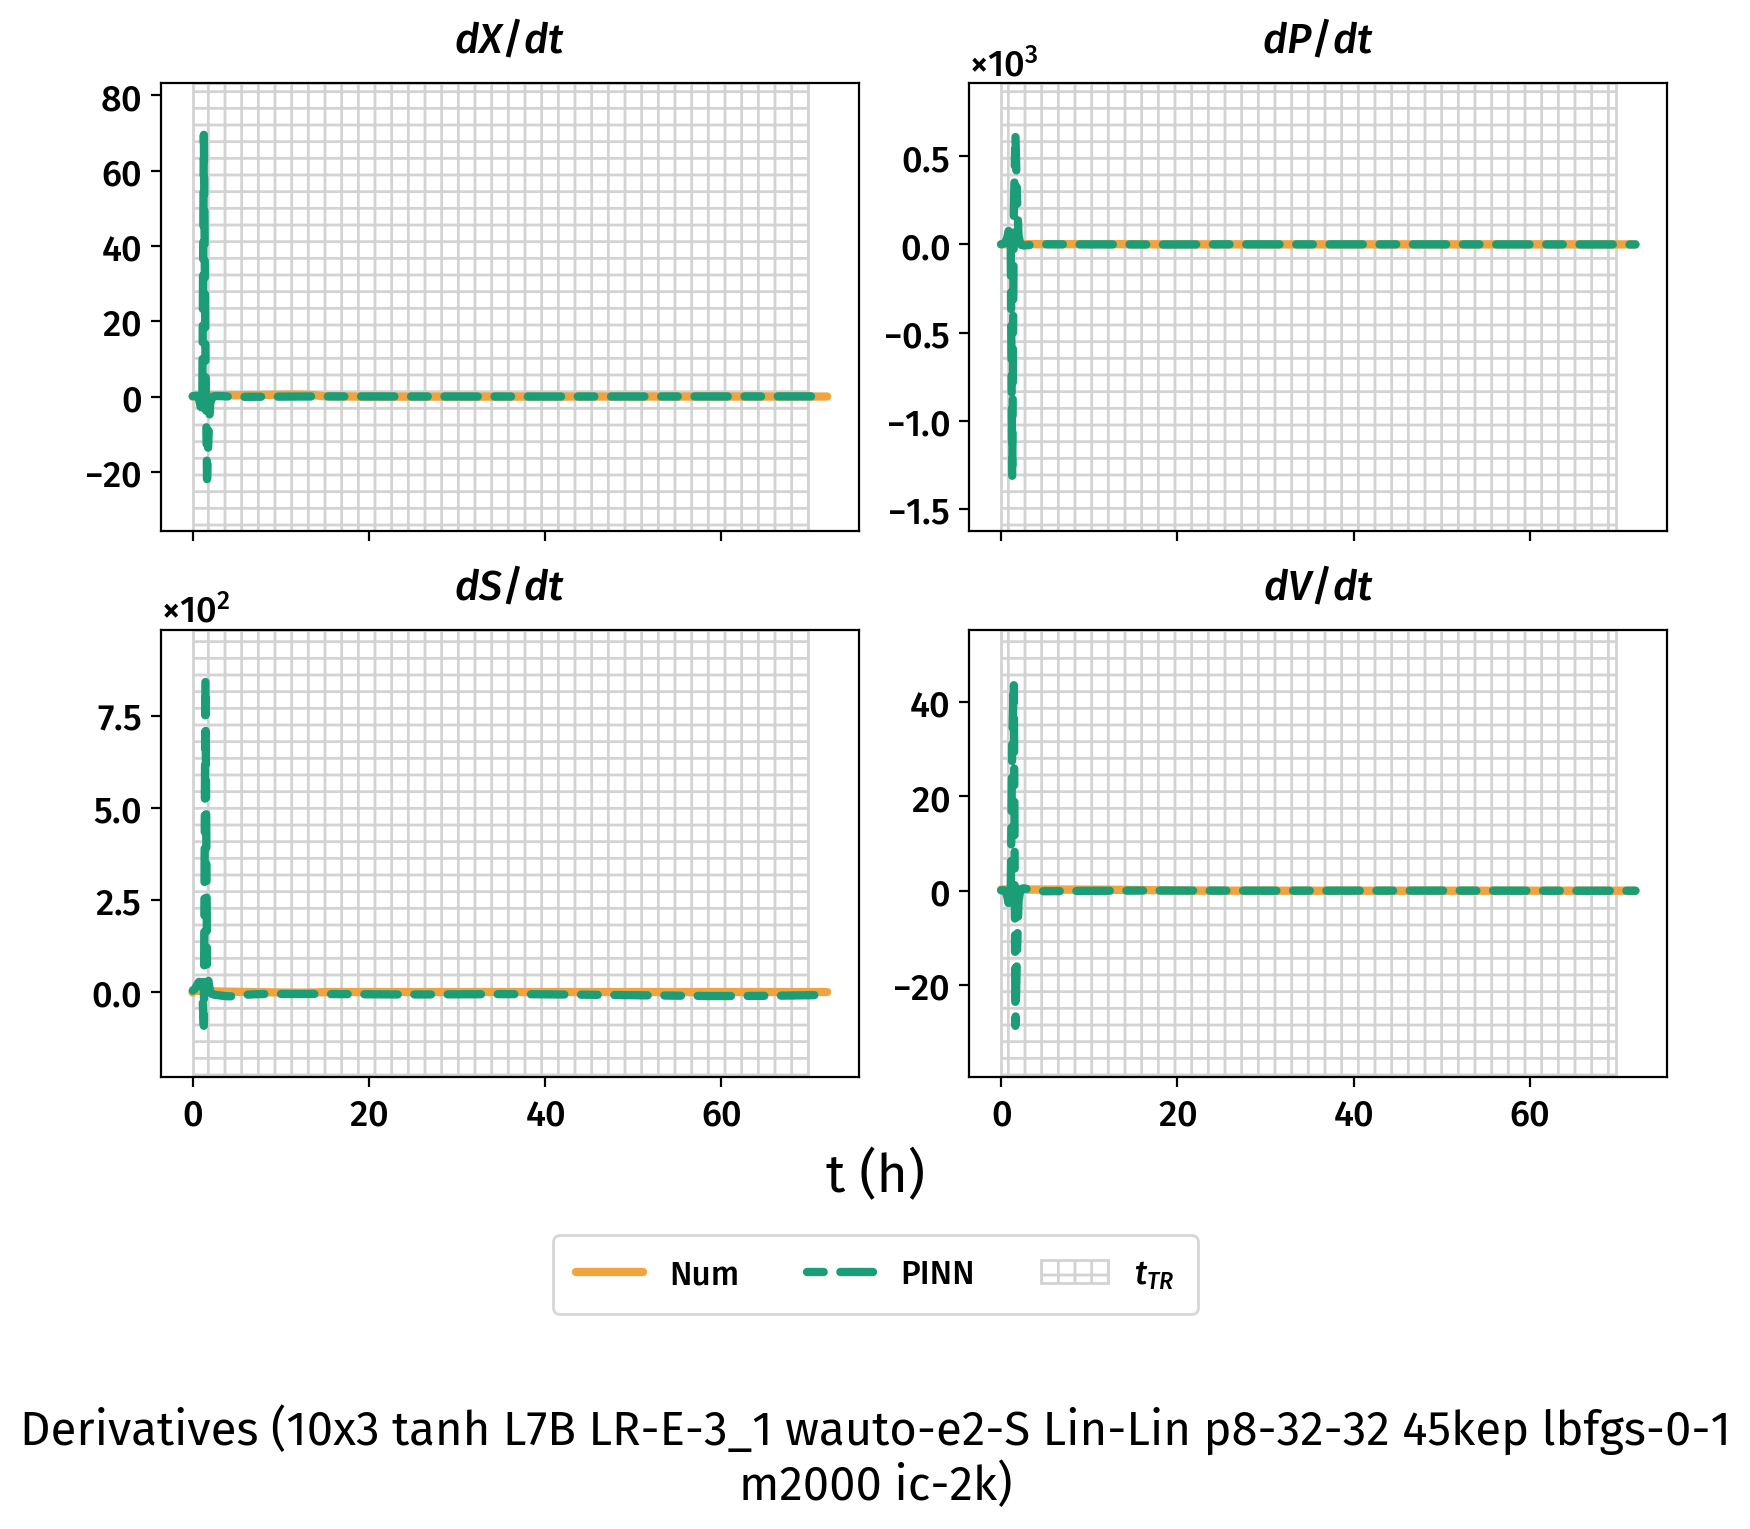 dX/dt
80
60
40
20
0
−20
dP/dt
×10³
0.5
0.0
−0.5
−1.0
−1.5
dS/dt
×10²
7.5
5.0
2.5
0.0
0 20 40 60
dV/dt
40
20
0
−20
0 20 40 60
t (h)
Num PINN t_TR
Derivatives (10x3 tanh L7B LR-E-3_1 wauto-e2-S Lin-Lin p8-32-32 45kep lbfgs-0-1
m2000 ic-2k)